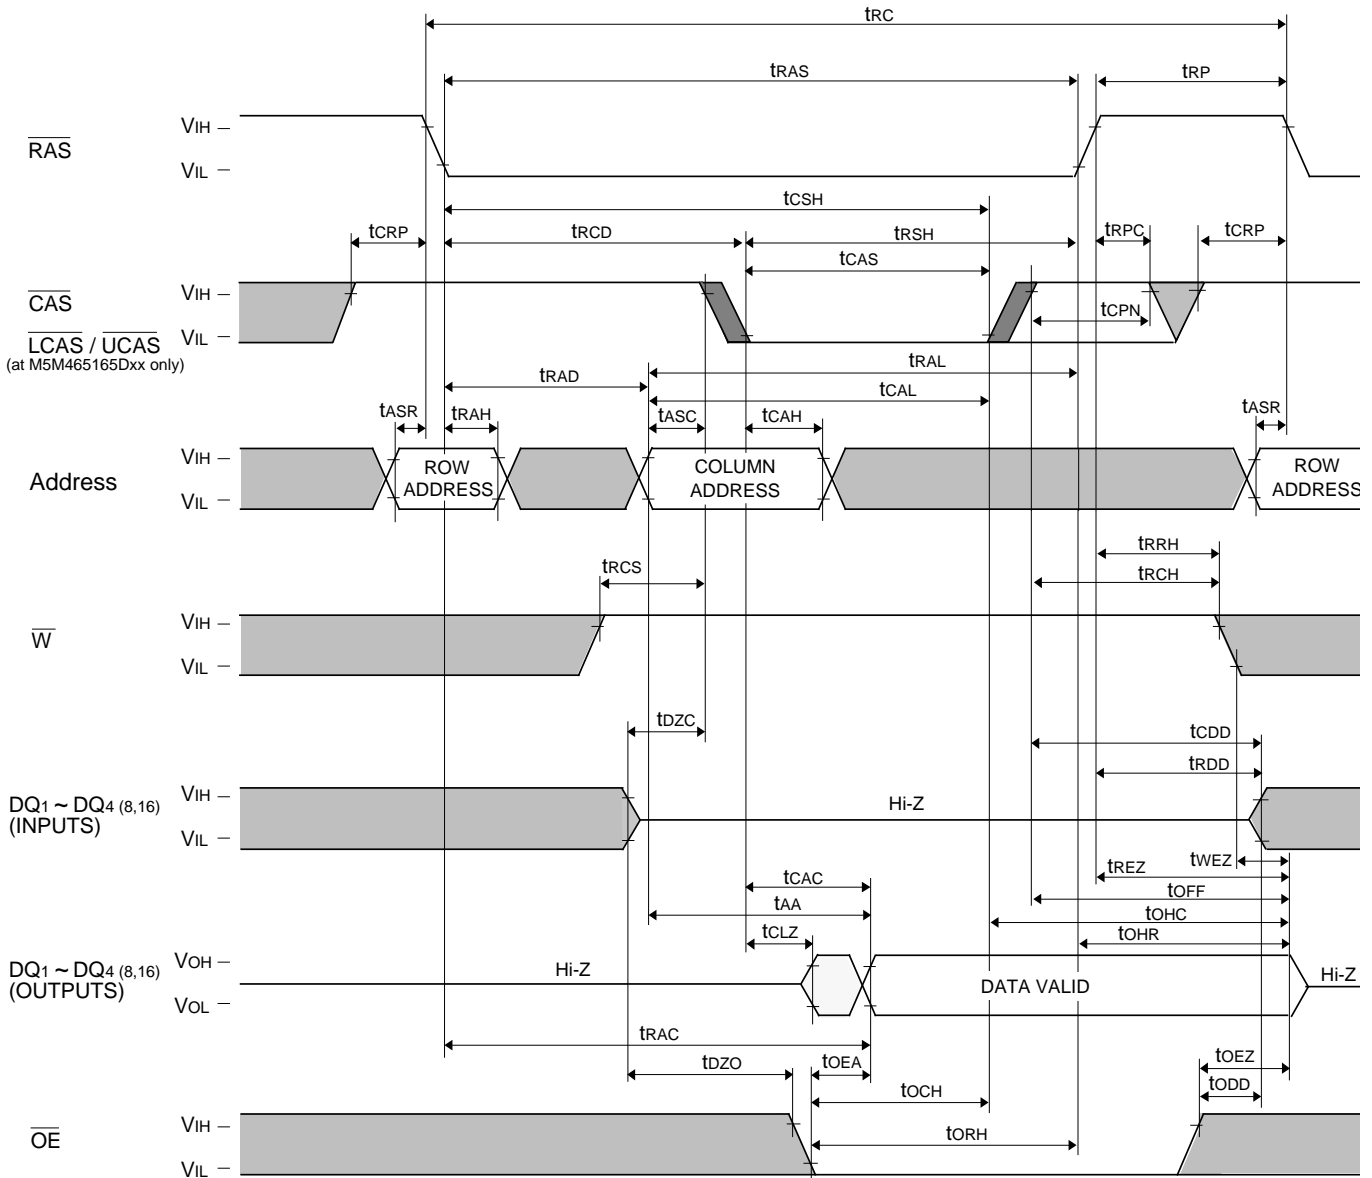 tRC
tRAS
tRP
RAS
VIH
VIL
tCSH
tCRP
tRCD
tRSH
tRPC
tCRP
tCAS
CAS
VIH
tCPN
LCAS / UCAS
VIL
(at M5M465165Dxx only)
tRAD
tRAL
tCAL
tASR
tRAH
tASC
tCAH
tASR
Address
VIH
VIL
ROW
ADDRESS
COLUMN
ADDRESS
ROW
ADDRESS
tRRH
tRCS
tRCH
W
VIH
VIL
tDZC
tCDD
tRDD
DQ1 ~ DQ4 (8,16)
(INPUTS)
VIH
VIL
Hi-Z
tWEZ
tREZ
tCAC
tOFF
tAA
tOHC
tCLZ
tOHR
DQ1 ~ DQ4 (8,16)
(OUTPUTS)
VOH
VOL
Hi-Z
DATA VALID
Hi-Z
tRAC
tDZO
tOEA
tOEZ
tOCH
tODD
OE
VIH
VIL
tORH